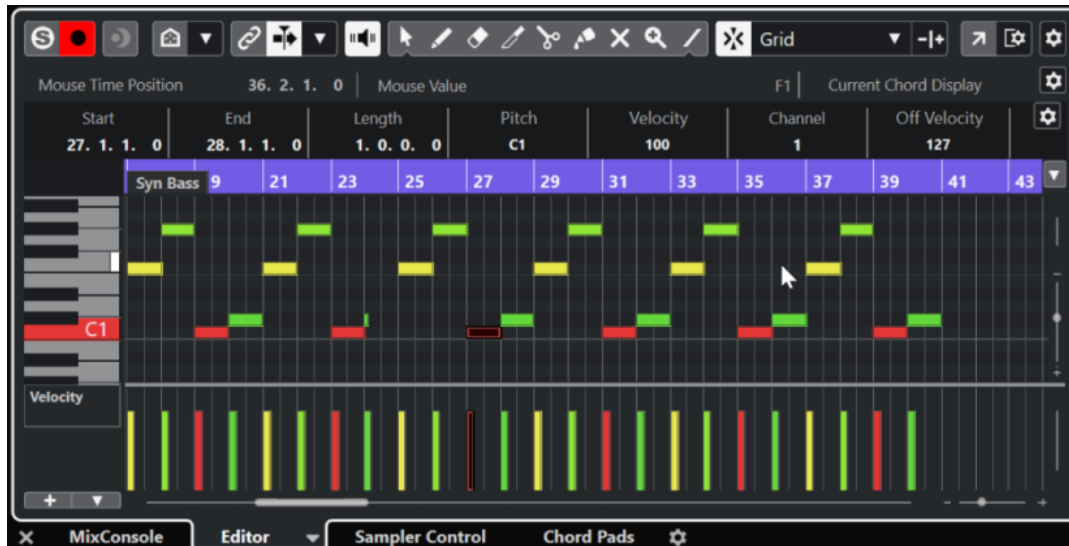 S Grid
Mouse Time Position 36. 2. 1. 0 Mouse Value F1 Current Chord Display
Start End Length Pitch Velocity Channel Off Velocity
27. 1. 1. 0 28. 1. 1. 0 1. 0. 0. 0 C1 100 1 127
Syn Bass 9 21 23 25 27 29 31 33 35 37 39 41 43
C1
Velocity
MixConsole Editor Sampler Control Chord Pads